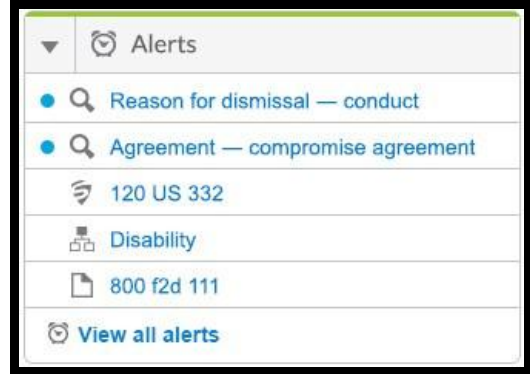 Alerts
Reason for dismissal — conduct
Agreement — compromise agreement
120 US 332
Disability
800 f2d 111
View all alerts